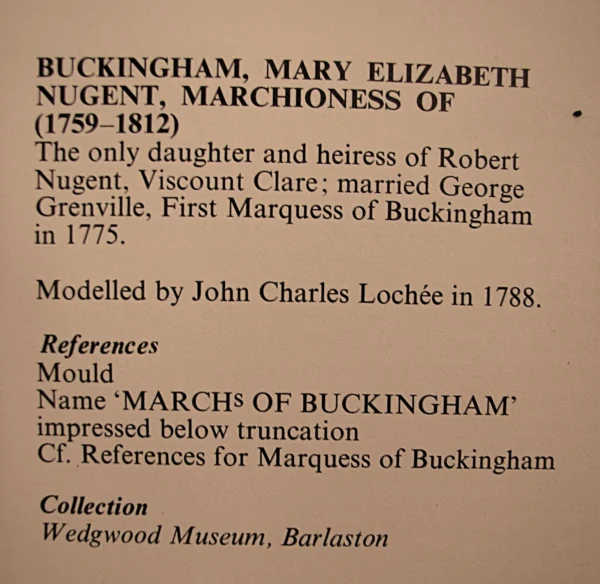 BUCKINGHAM, MARY ELIZABETH
NUGENT, MARCHIONESS OF
(1759–1812)
The only daughter and heiress of Robert
Nugent, Viscount Clare; married George
Grenville, First Marquess of Buckingham
in 1775.
Modelled by John Charles Lochée in 1788.
References
Mould
Name ‘MARCHs OF BUCKINGHAM’
impressed below truncation
Cf. References for Marquess of Buckingham
Collection
Wedgwood Museum, Barlaston